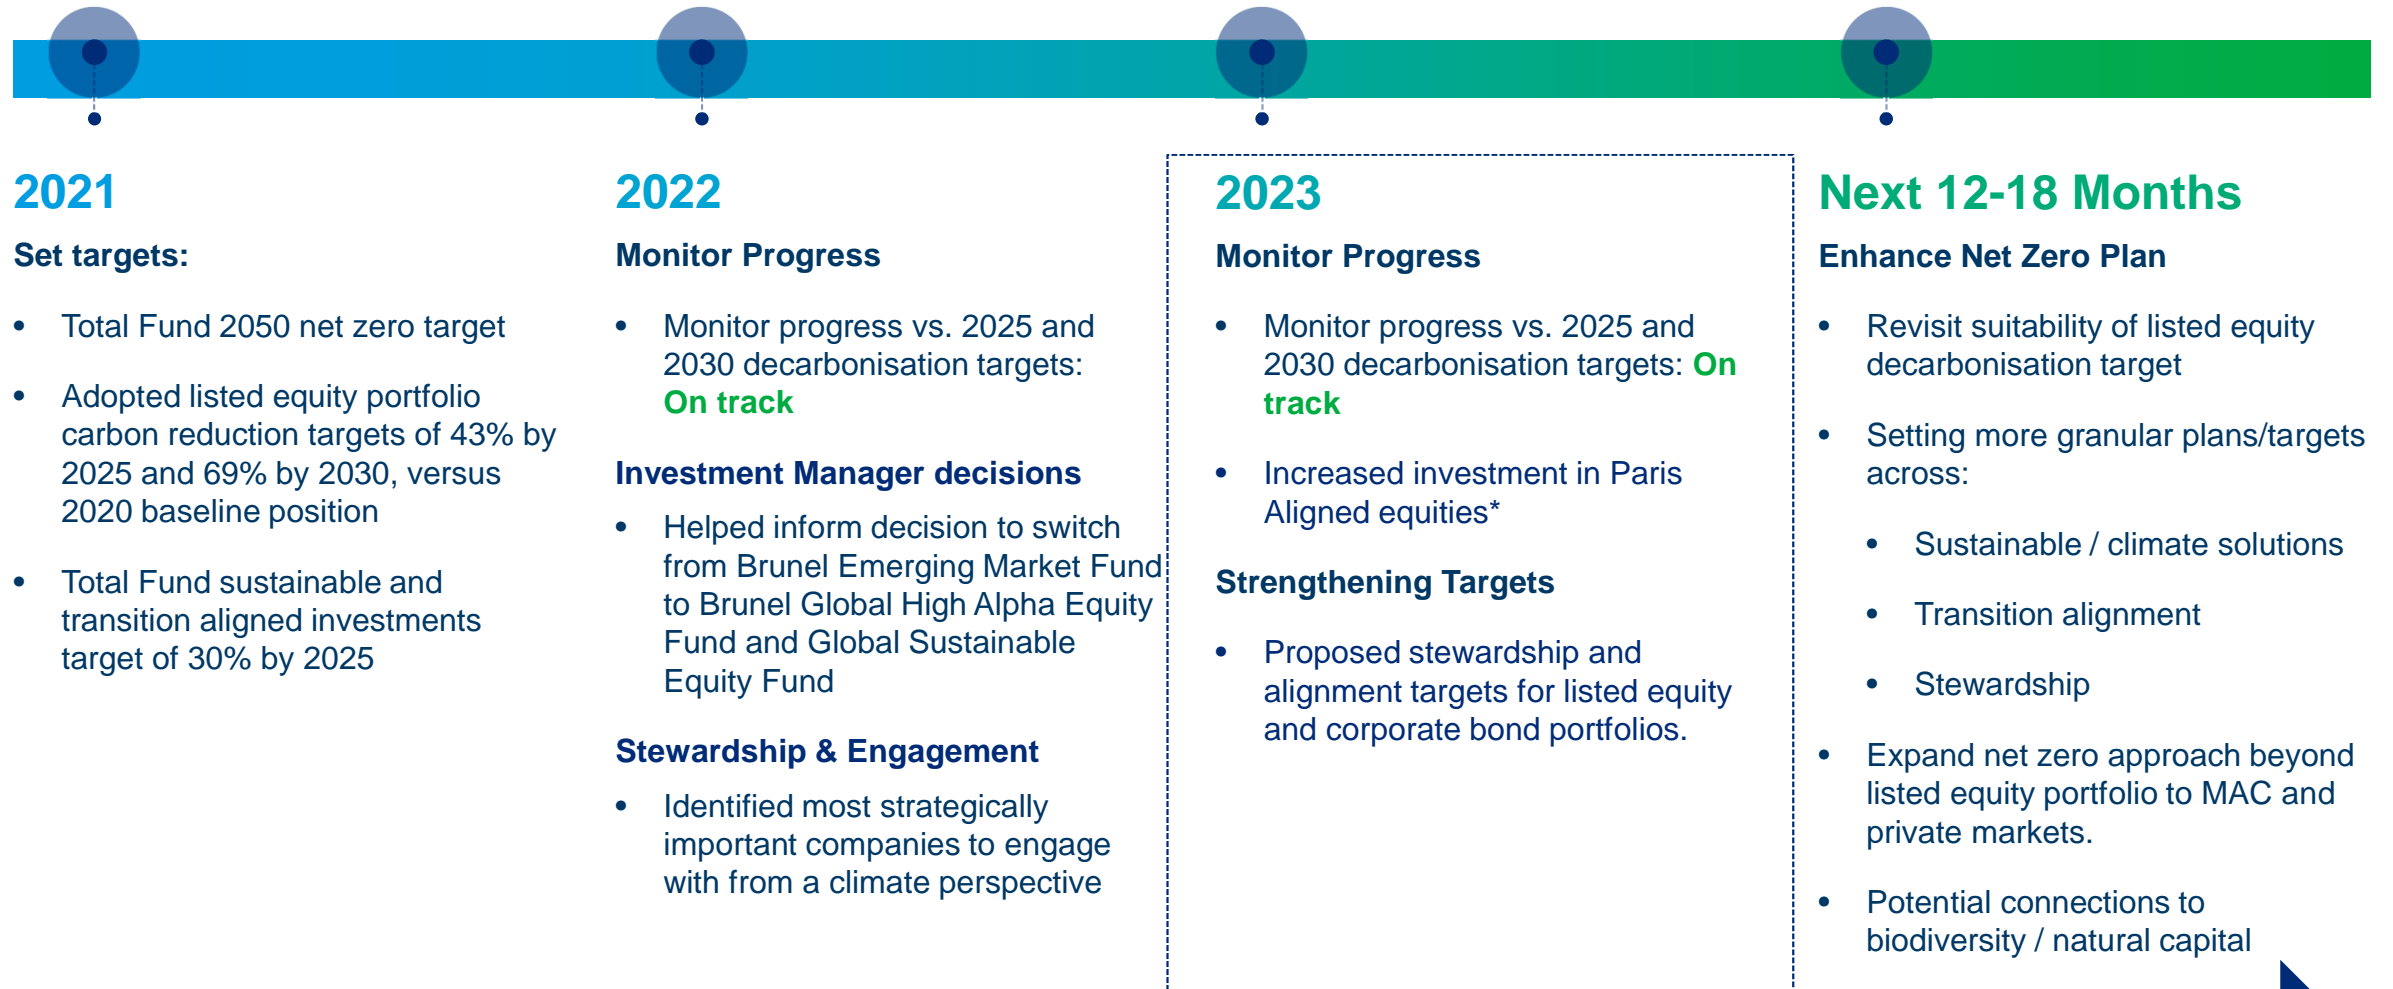 2021
Set targets:
• Total Fund 2050 net zero target
• Adopted listed equity portfolio
carbon reduction targets of 43% by
2025 and 69% by 2030, versus
2020 baseline position
• Total Fund sustainable and
transition aligned investments
target of 30% by 2025
2022
Monitor Progress
• Monitor progress vs. 2025 and
2030 decarbonisation targets:
On track
Investment Manager decisions
• Helped inform decision to switch
from Brunel Emerging Market Fund
to Brunel Global High Alpha Equity
Fund and Global Sustainable
Equity Fund
Stewardship & Engagement
• Identified most strategically
important companies to engage
with from a climate perspective
2023
Monitor Progress
• Monitor progress vs. 2025 and
2030 decarbonisation targets: On
track
• Increased investment in Paris
Aligned equities*
Strengthening Targets
• Proposed stewardship and
alignment targets for listed equity
and corporate bond portfolios.
Next 12-18 Months
Enhance Net Zero Plan
• Revisit suitability of listed equity
decarbonisation target
• Setting more granular plans/targets
across:
• Sustainable / climate solutions
• Transition alignment
• Stewardship
• Expand net zero approach beyond
listed equity portfolio to MAC and
private markets.
• Potential connections to
biodiversity / natural capital